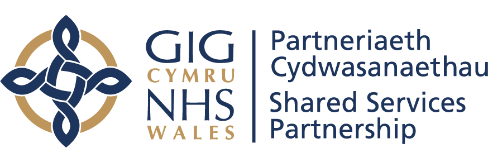 GIG
CYMRU
NHS
WALES
Partneriaeth
Cydwasanaethau
Shared Services
Partnership